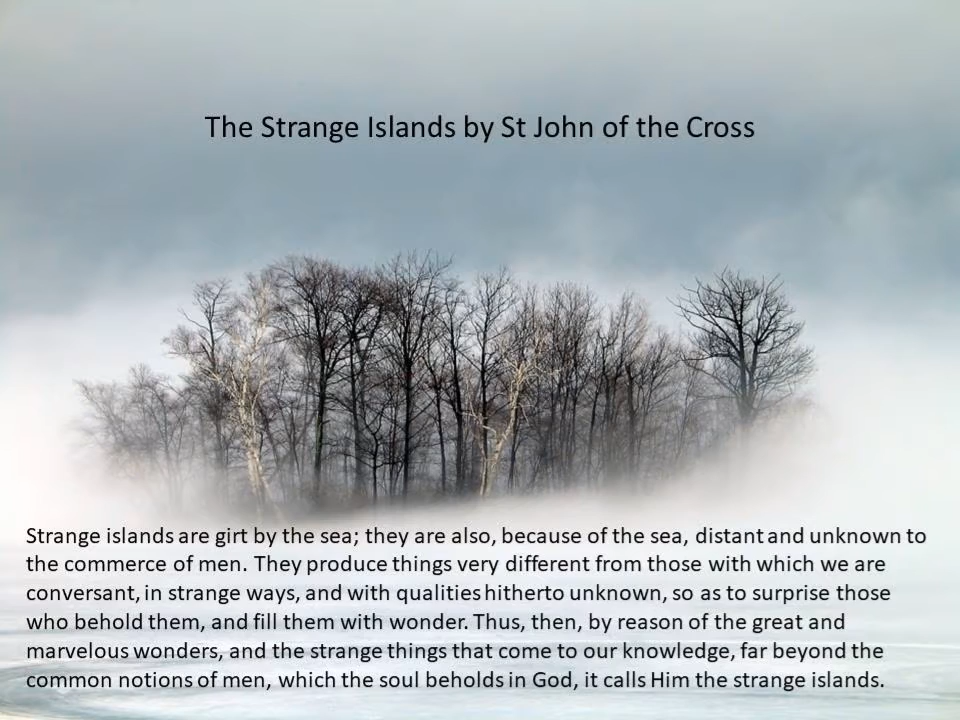 The Strange Islands by St John of the Cross
Strange islands are girt by the sea; they are also, because of the sea, distant and unknown to
the commerce of men. They produce things very different from those with which we are
conversant, in strange ways, and with qualities hitherto unknown, so as to surprise those
who behold them, and fill them with wonder. Thus, then, by reason of the great and
marvelous wonders, and the strange things that come to our knowledge, far beyond the
common notions of men, which the soul beholds in God, it calls Him the strange islands.